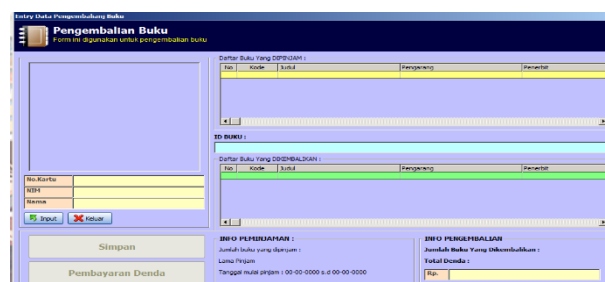 Entry Data Pengembalian Buku
Pengembalian Buku
Form ini digunakan untuk pengembalian buku
Daftar Buku Yang DIPINJAM :
No Kode Judul Pengarang Penerbit
ID BUKU :
Daftar Buku Yang DIKEMBALIKAN :
No Kode Judul Pengarang Penerbit
No.Kartu
NIM
Nama
Input Keluar
Simpan
Pembayaran Denda
INFO PEMINJAMAN :
Jumlah buku yang dipinjam :
Lama Pinjam
Tanggal mulai pinjam : 00-00-0000 s.d 00-00-0000
INFO PENGEMBALIAN
Jumlah Buku Yang Dikembalikan :
Total Denda :
Rp.